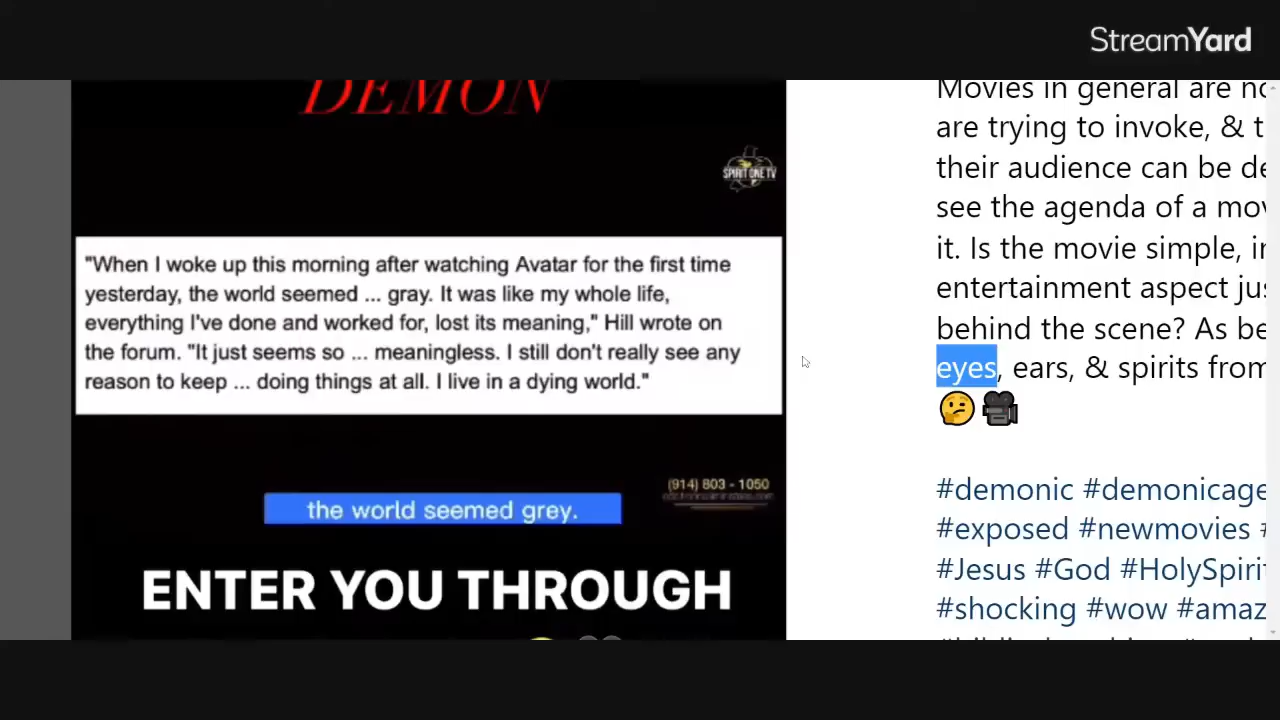 StreamYard
DEMON
SPIRIT ONE TV
"When I woke up this morning after watching Avatar for the first time
yesterday, the world seemed ... gray. It was like my whole life,
everything I've done and worked for, lost its meaning," Hill wrote on
the forum. "It just seems so ... meaningless. I still don't really see any
reason to keep ... doing things at all. I live in a dying world."
(914) 803 - 1050
the world seemed grey.
ENTER YOU THROUGH
Movies in general are no
are trying to invoke, & t
their audience can be de
see the agenda of a mov
it. Is the movie simple, in
entertainment aspect jus
behind the scene? As be
eyes, ears, & spirits from
#demonic #demonicage
#exposed #newmovies
#Jesus #God #HolySpirit
#shocking #wow #amaz